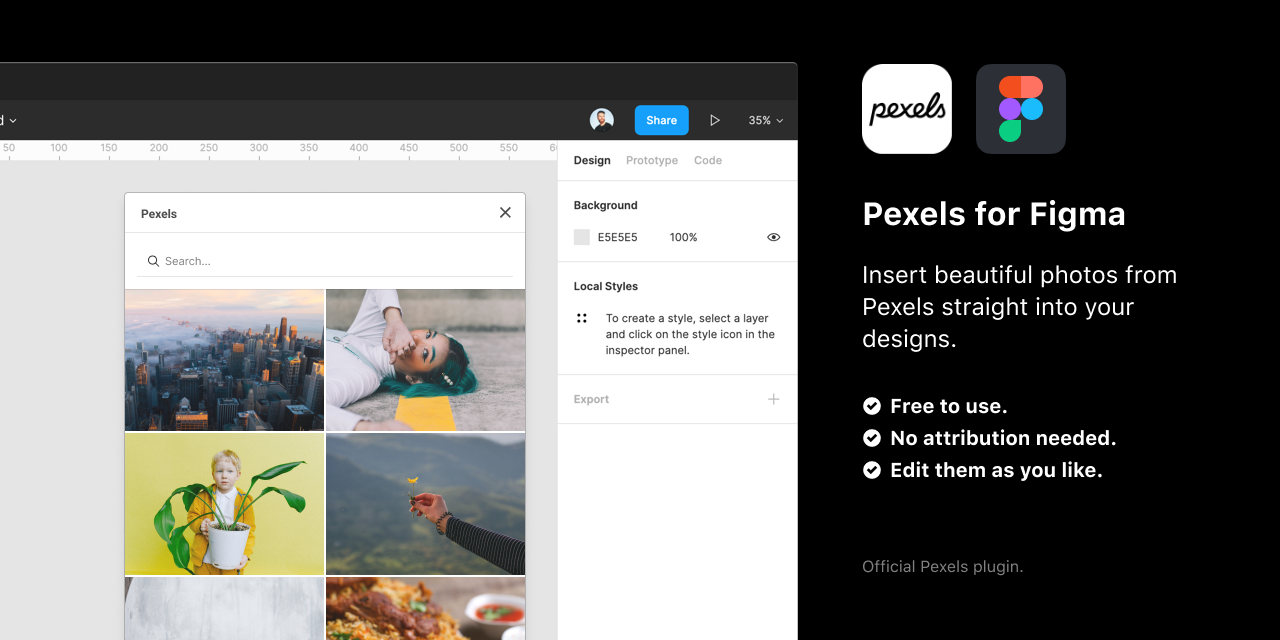 Share
35%
50 100 150 200 250 300 350 400 450 500 550
Design Prototype Code
Pexels
Search...
Background
E5E5E5 100%
Local Styles
To create a style, select a layer
and click on the style icon in the
inspector panel.
Export
pexels
Pexels for Figma
Insert beautiful photos from
Pexels straight into your
designs.
Free to use.
No attribution needed.
Edit them as you like.
Official Pexels plugin.